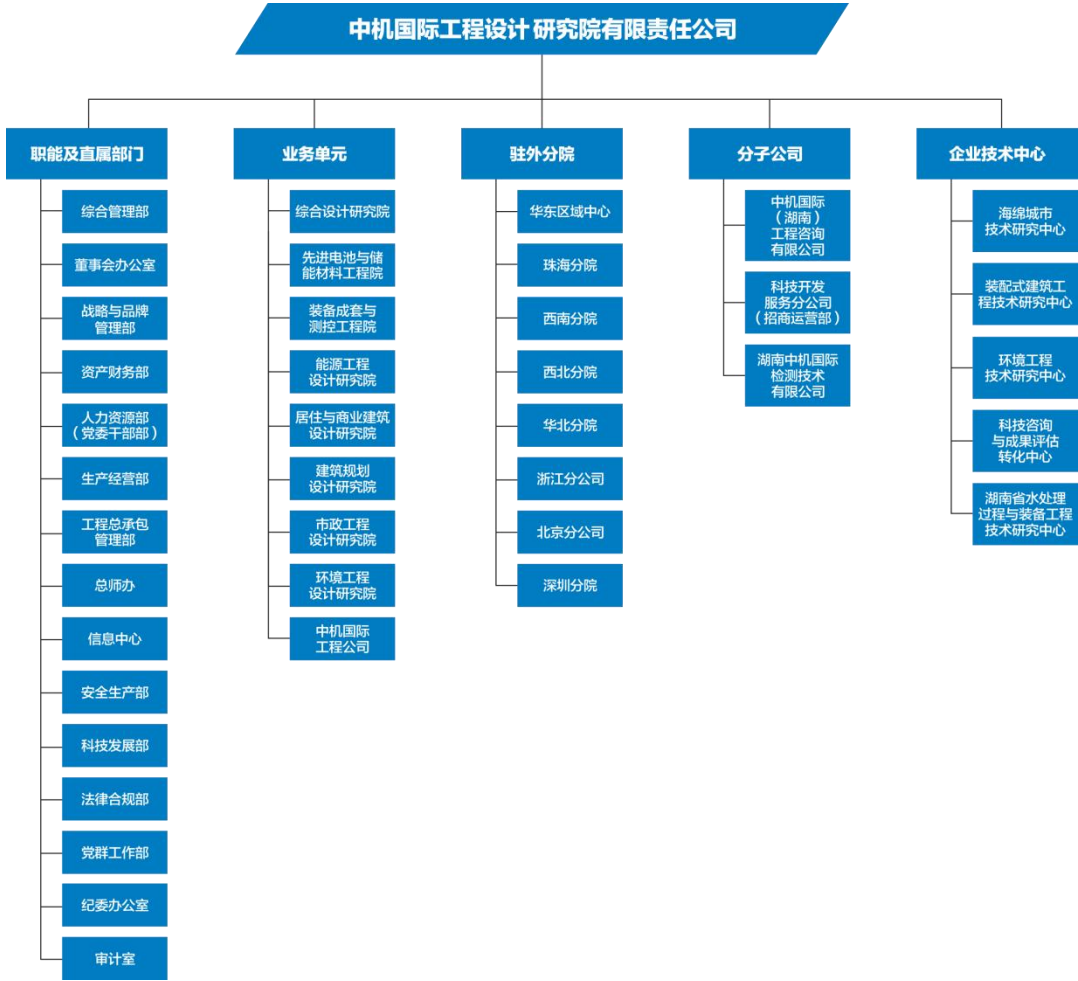 中机国际工程设计研究院有限责任公司
职能及直属部门
综合管理部
董事会办公室
战略与品牌
管理部
资产财务部
人力资源部
（党委干部部）
生产经营部
工程总承包
管理部
总师办
信息中心
安全生产部
科技发展部
法律合规部
党群工作部
纪委办公室
审计室
业务单元
综合设计研究院
先进电池与储
能材料工程院
装备成套与
测控工程院
能源工程
设计研究院
居住与商业建筑
设计研究院
建筑规划
设计研究院
市政工程
设计研究院
环境工程
设计研究院
中机国际
工程公司
驻外分院
华东区域中心
珠海分院
西南分院
西北分院
华北分院
浙江分公司
北京分公司
深圳分院
分子公司
中机国际
（湖南）
工程咨询
有限公司
科技开发
服务分公司
（招商运营部）
湖南中机国际
检测技术
有限公司
企业技术中心
海绵城市
技术研究中心
装配式建筑工
程技术研究中心
环境工程
技术研究中心
科技咨询
与成果评估
转化中心
湖南省水处理
过程与装备工程
技术研究中心